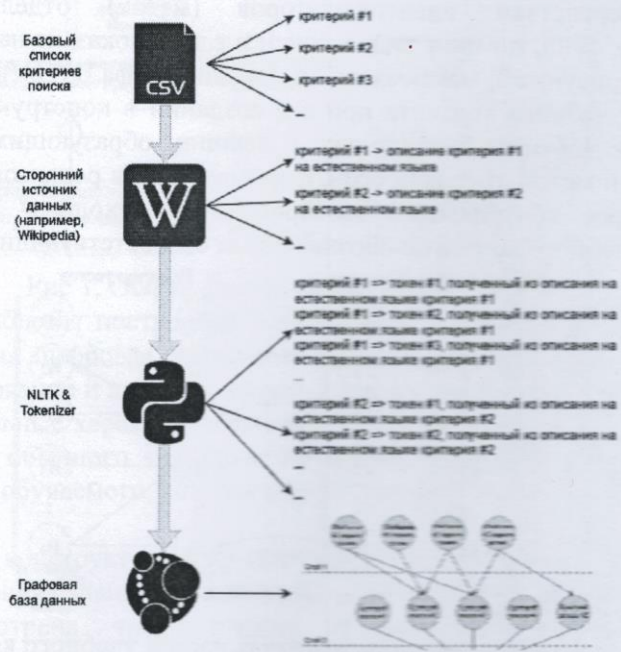 Базовый
список
критериев
поиска
CSV
критерий #1
критерий #2
критерий #3
...
Сторонний
источник
данных
(например,
Wikipedia)
W
критерий #1 -> описание критерия #1
на естественном языке
критерий #2 -> описание критерия #2
на естественном языке
...
NLTK &
Tokenizer
критерий #1 => токен #1, полученный из описания на
естественном языке критерия #1
критерий #1 => токен #2, полученный из описания на
естественном языке критерия #1
критерий #1 => токен #3, полученный из описания на
естественном языке критерия #1
...
критерий #2 => токен #1, полученный из описания на
естественном языке критерия #2
критерий #2 => токен #2, полученный из описания на
естественном языке критерия #2
...
...
Графовая
база данных